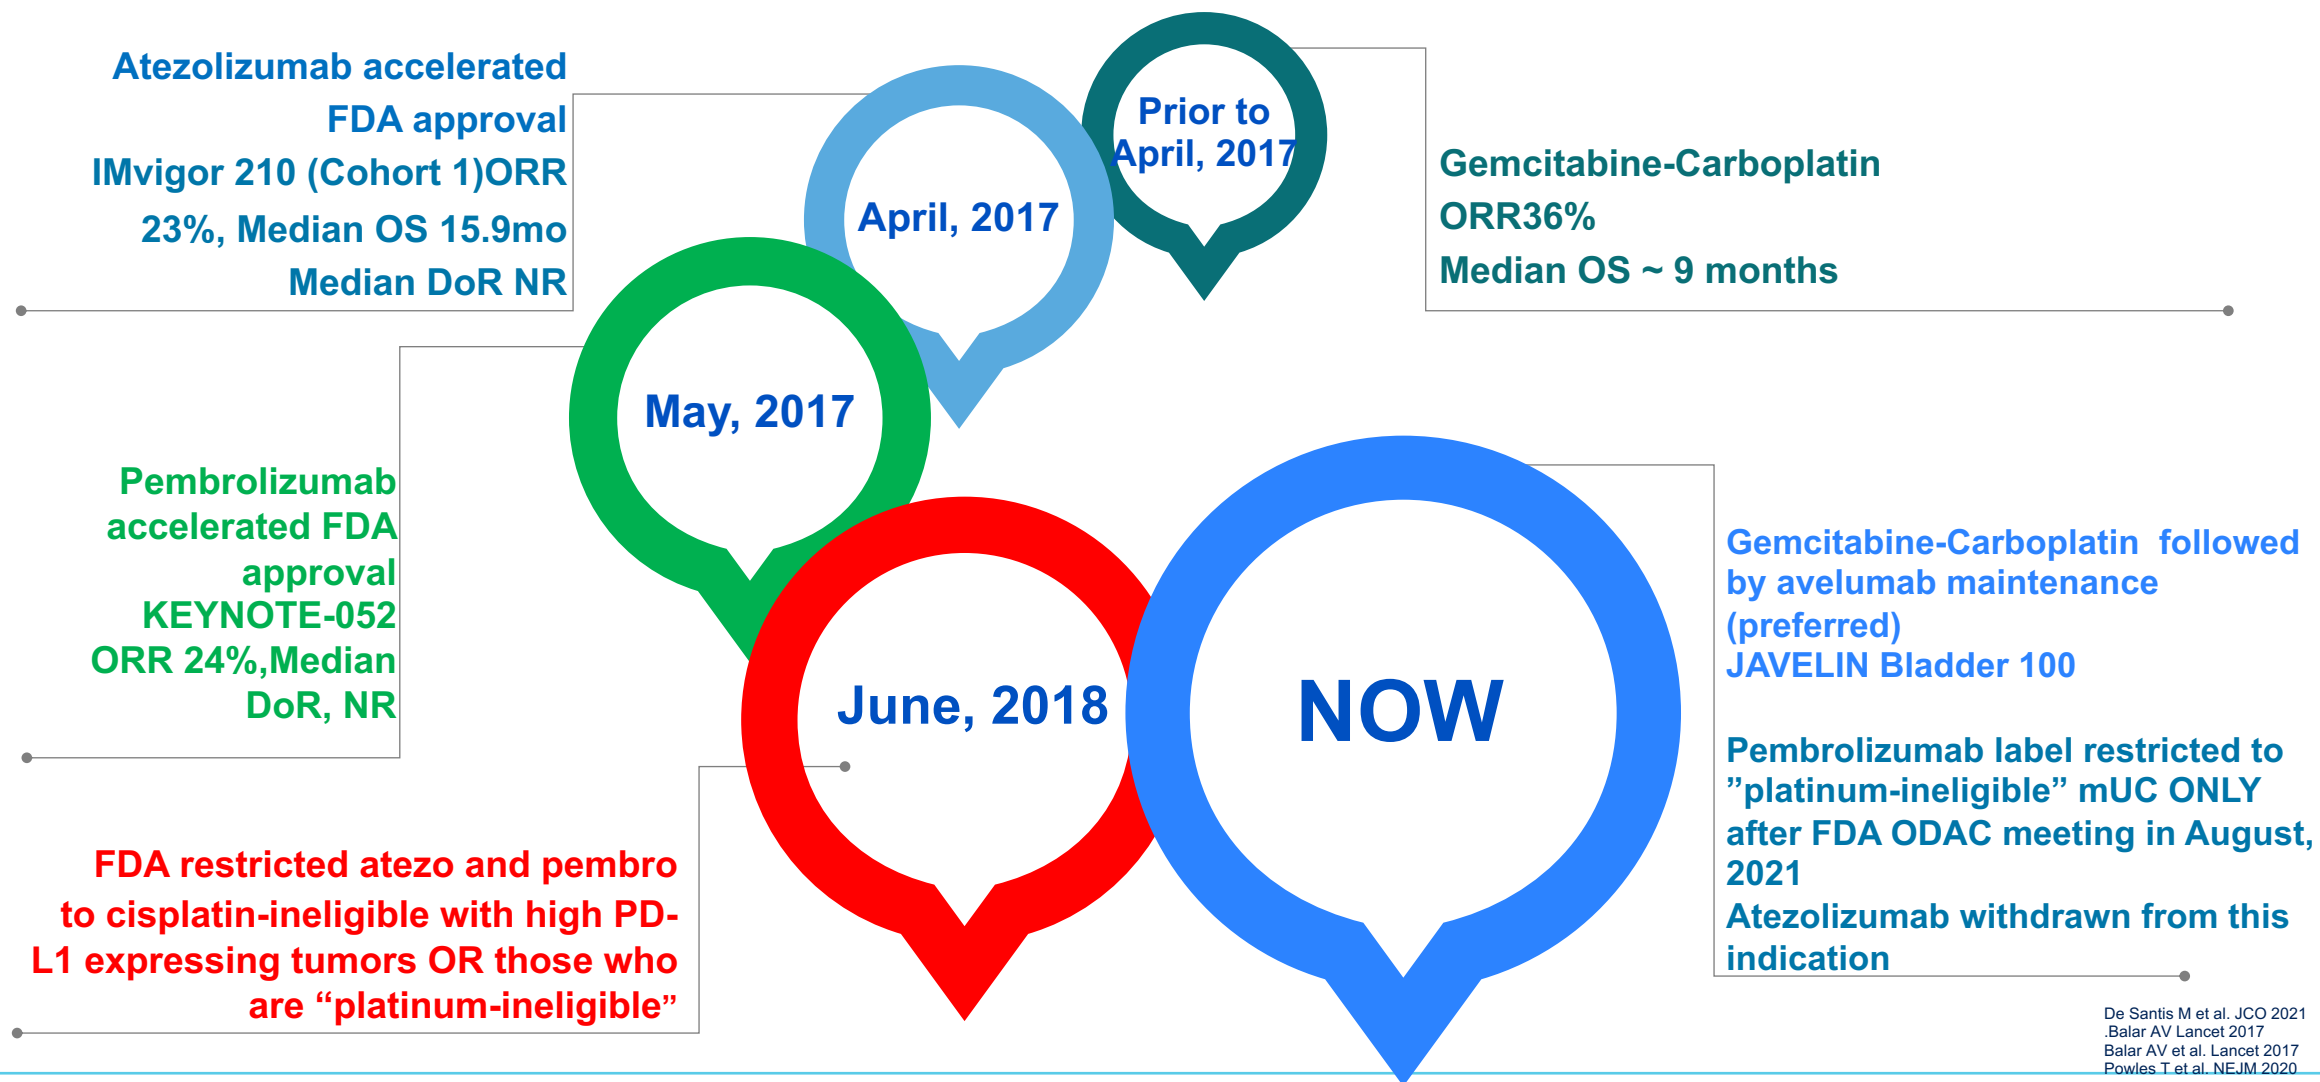 Atezolizumab accelerated
FDA approval
IMvigor 210 (Cohort 1)ORR
23%, Median OS 15.9mo
Median DoR NR
April, 2017
Prior to
April, 2017
Gemcitabine-Carboplatin
ORR36%
Median OS ~ 9 months
May, 2017
Pembrolizumab
accelerated FDA
approval
KEYNOTE-052
ORR 24%,Median
DoR, NR
June, 2018
FDA restricted atezo and pembro
to cisplatin-ineligible with high PD-
L1 expressing tumors OR those who
are “platinum-ineligible”
NOW
Gemcitabine-Carboplatin  followed
by avelumab maintenance
(preferred)
JAVELIN Bladder 100
Pembrolizumab label restricted to
”platinum-ineligible” mUC ONLY
after FDA ODAC meeting in August,
2021
Atezolizumab withdrawn from this
indication
De Santis M et al. JCO 2021
.Balar AV Lancet 2017
Balar AV et al. Lancet 2017
Powles T et al. NEJM 2020